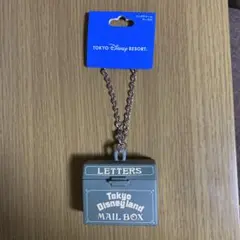 TOKYO Disney RESORT®
LETTERS
Tokyo
Disneyland
MAIL BOX